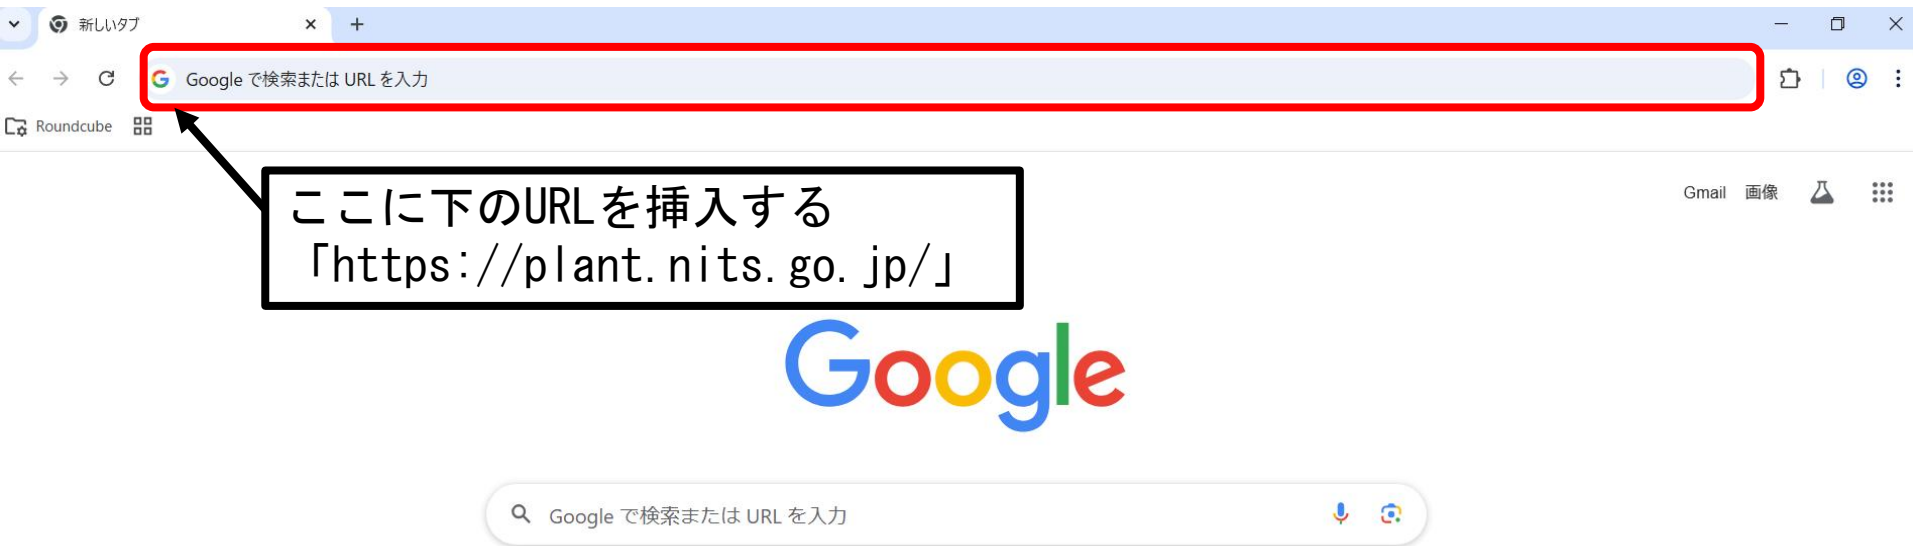 新しいタブ
Google で検索または URL を入力
Roundcube
ここに下のURLを挿入する
「https://plant.nits.go.jp/」
Gmail 画像
Google
Google で検索または URL を入力